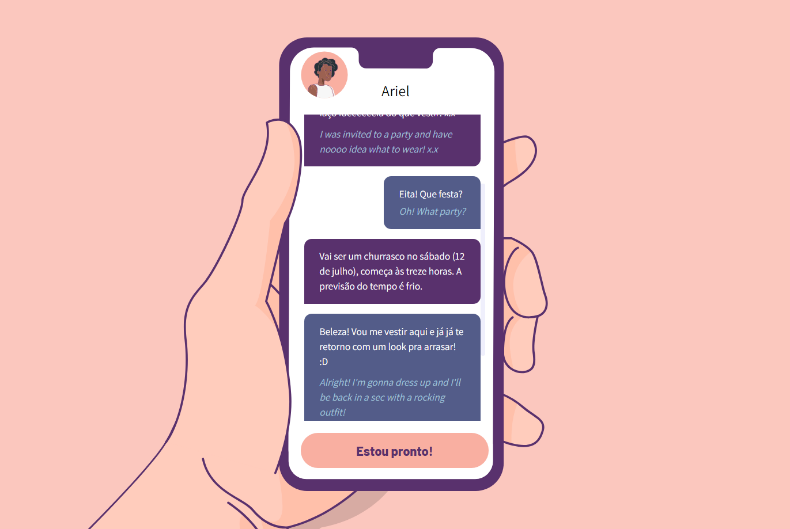 Ariel
que vestir! x.x
I was invited to a party and have
noooo idea what to wear! x.x
Eita! Que festa?
Oh! What party?
Vai ser um churrasco no sábado (12
de julho), começa às treze horas. A
previsão do tempo é frio.
Beleza! Vou me vestir aqui e já já te
retorno com um look pra arrasar!
:D
Alright! I'm gonna dress up and I'll
be back in a sec with a rocking
outfit!
Estou pronto!